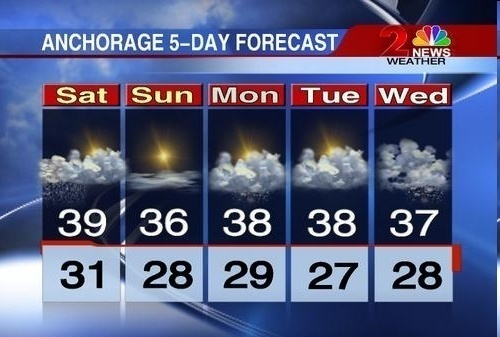 ANCHORAGE 5-DAY FORECAST
2 NEWS
WEATHER
Sat Sun Mon Tue Wed
39 36 38 38 37
31 28 29 27 28